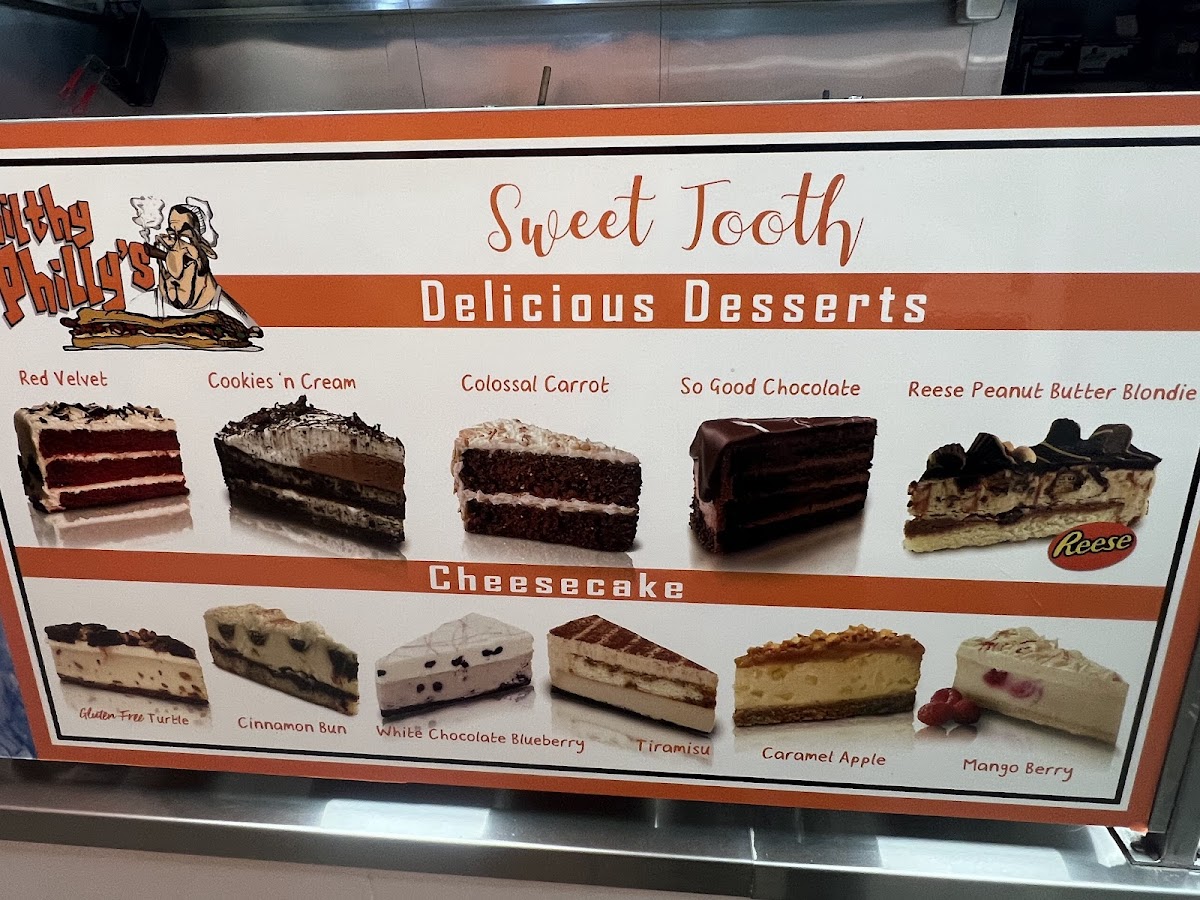 Sweet Tooth
ilthy
Philly's
Delicious Desserts
Red Velvet
Cookies 'n Cream
Colossal Carrot
So Good Chocolate
Reese Peanut Butter Blondie
Reese
Cheesecake
Gluten Free Turtle
Cinnamon Bun
White Chocolate Blueberry
Tiramisu
Caramel Apple
Mango Berry